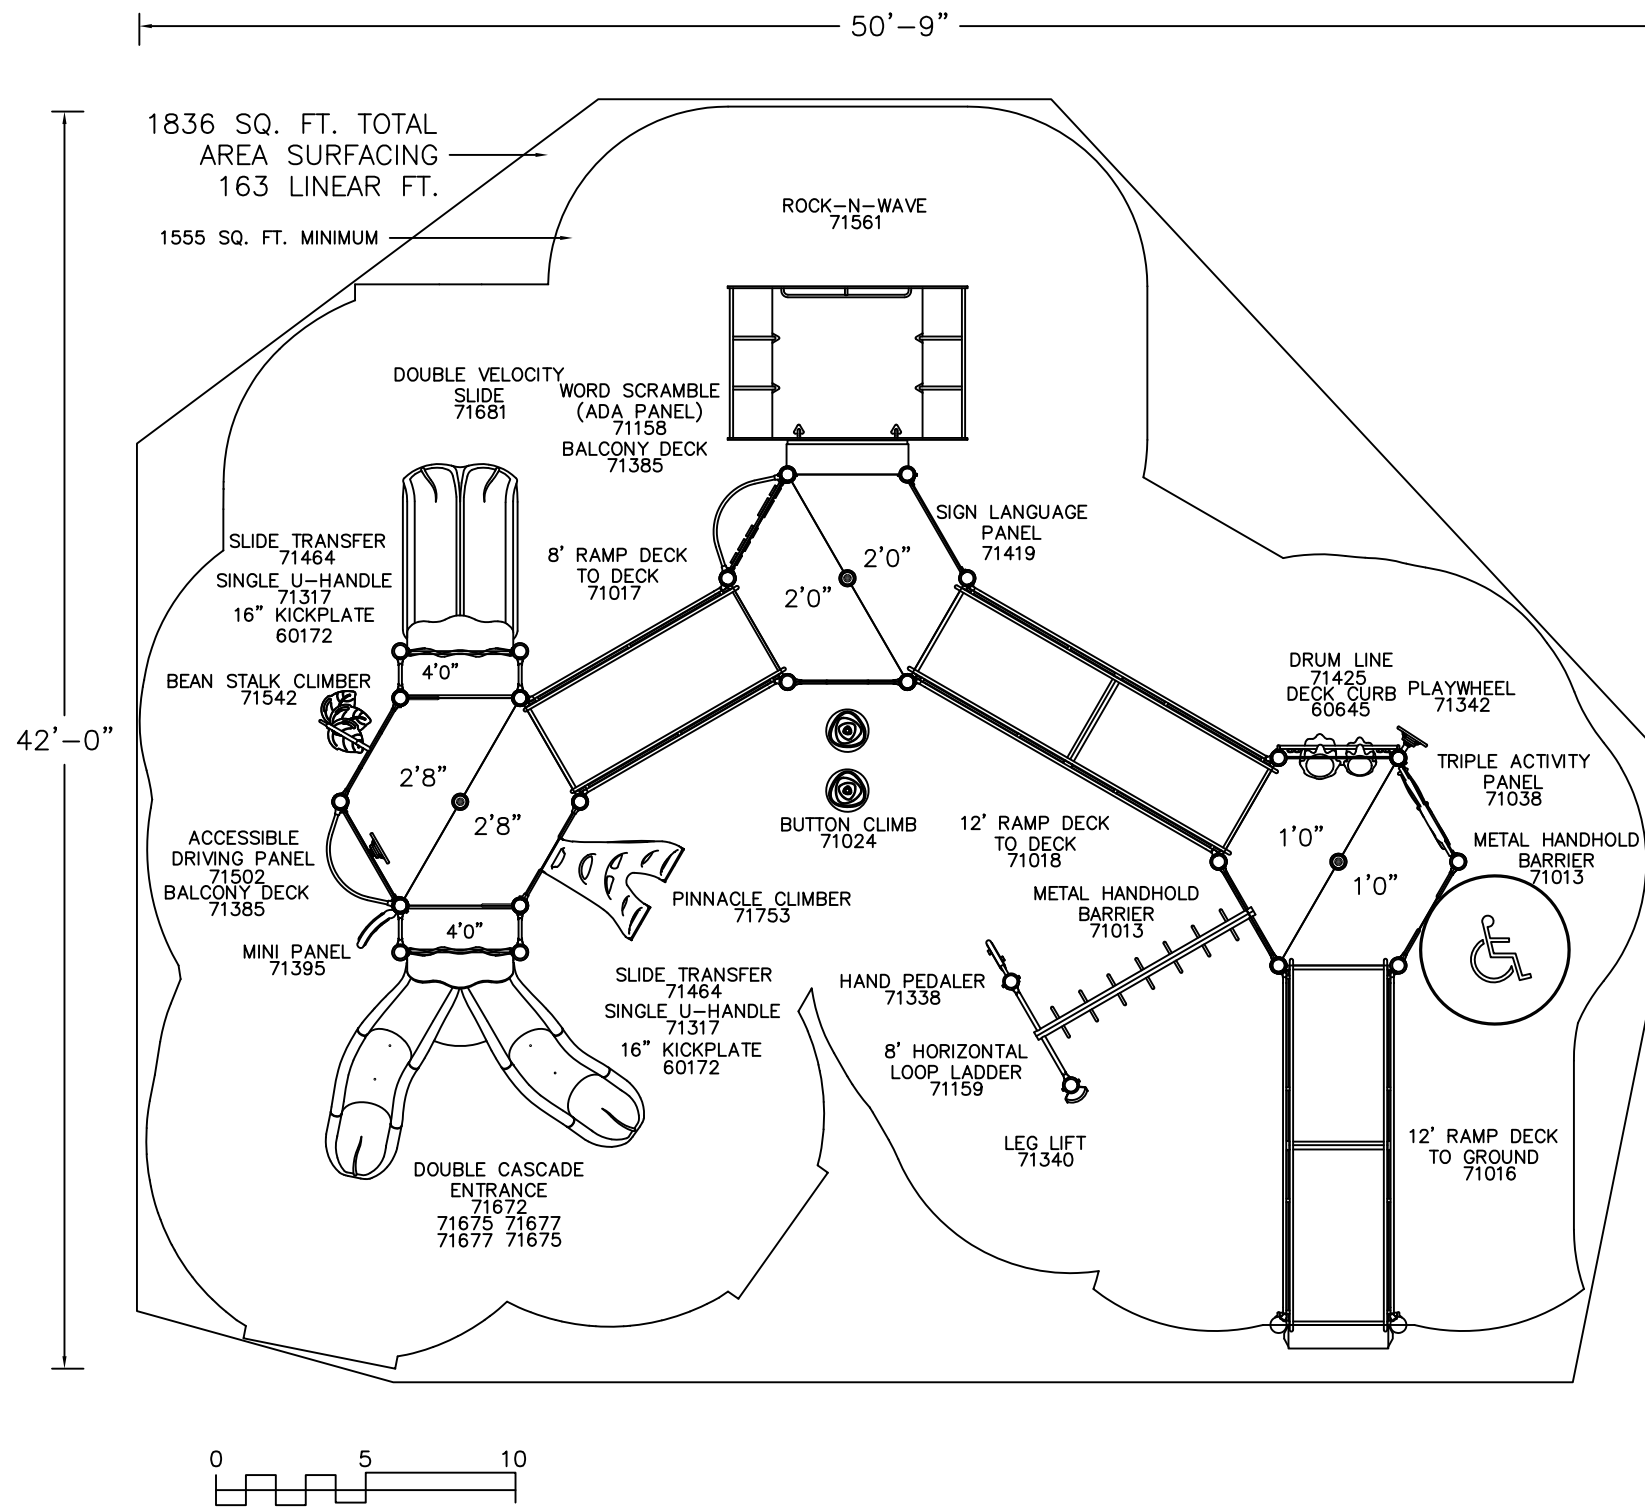 50'-9"
1836 SQ. FT. TOTAL
AREA SURFACING
163 LINEAR FT.
1555 SQ. FT. MINIMUM
ROCK-N-WAVE
71561
DOUBLE VELOCITY
SLIDE
71681
WORD SCRAMBLE
(ADA PANEL)
71158
BALCONY DECK
71385
SIGN LANGUAGE
PANEL
71419
SLIDE TRANSFER
71464
SINGLE U-HANDLE
71317
16" KICKPLATE
60172
8' RAMP DECK
TO DECK
71017
2'0"
2'0"
4'0"
BEAN STALK CLIMBER
71542
DRUM LINE
71425
DECK CURB
60645
PLAYWHEEL
71342
42'-0"
TRIPLE ACTIVITY
PANEL
71038
2'8"
2'8"
ACCESSIBLE
DRIVING PANEL
71502
BALCONY DECK
71385
BUTTON CLIMB
71024
12' RAMP DECK
TO DECK
71018
1'0"
1'0"
METAL HANDHOLD
BARRIER
71013
PINNACLE CLIMBER
71753
METAL HANDHOLD
BARRIER
71013
4'0"
MINI PANEL
71395
SLIDE TRANSFER
71464
SINGLE U-HANDLE
71317
16" KICKPLATE
60172
HAND PEDALER
71338
8' HORIZONTAL
LOOP LADDER
71159
LEG LIFT
71340
12' RAMP DECK
TO GROUND
71016
DOUBLE CASCADE
ENTRANCE
71672
71675 71677
71677 71675
0 5 10